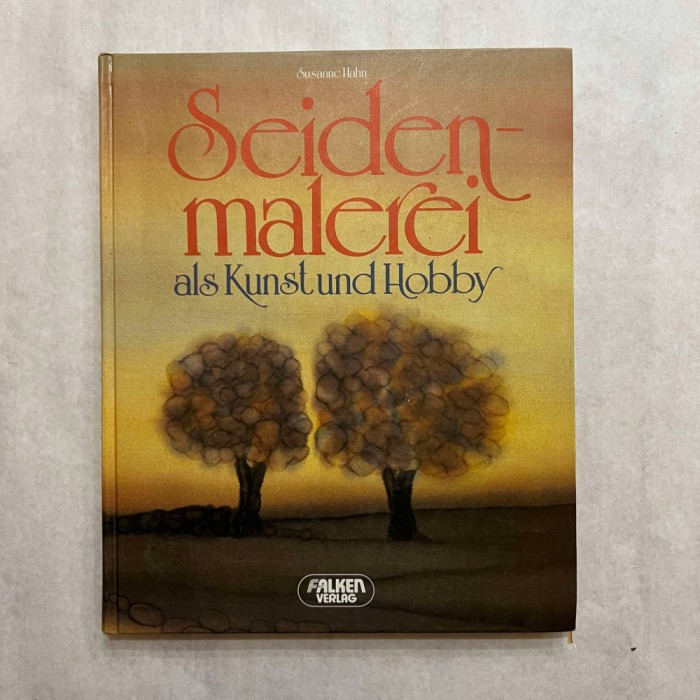 Susanne Hahn
Seiden-
malerei
als Kunst und Hobby
FALKEN
VERLAG